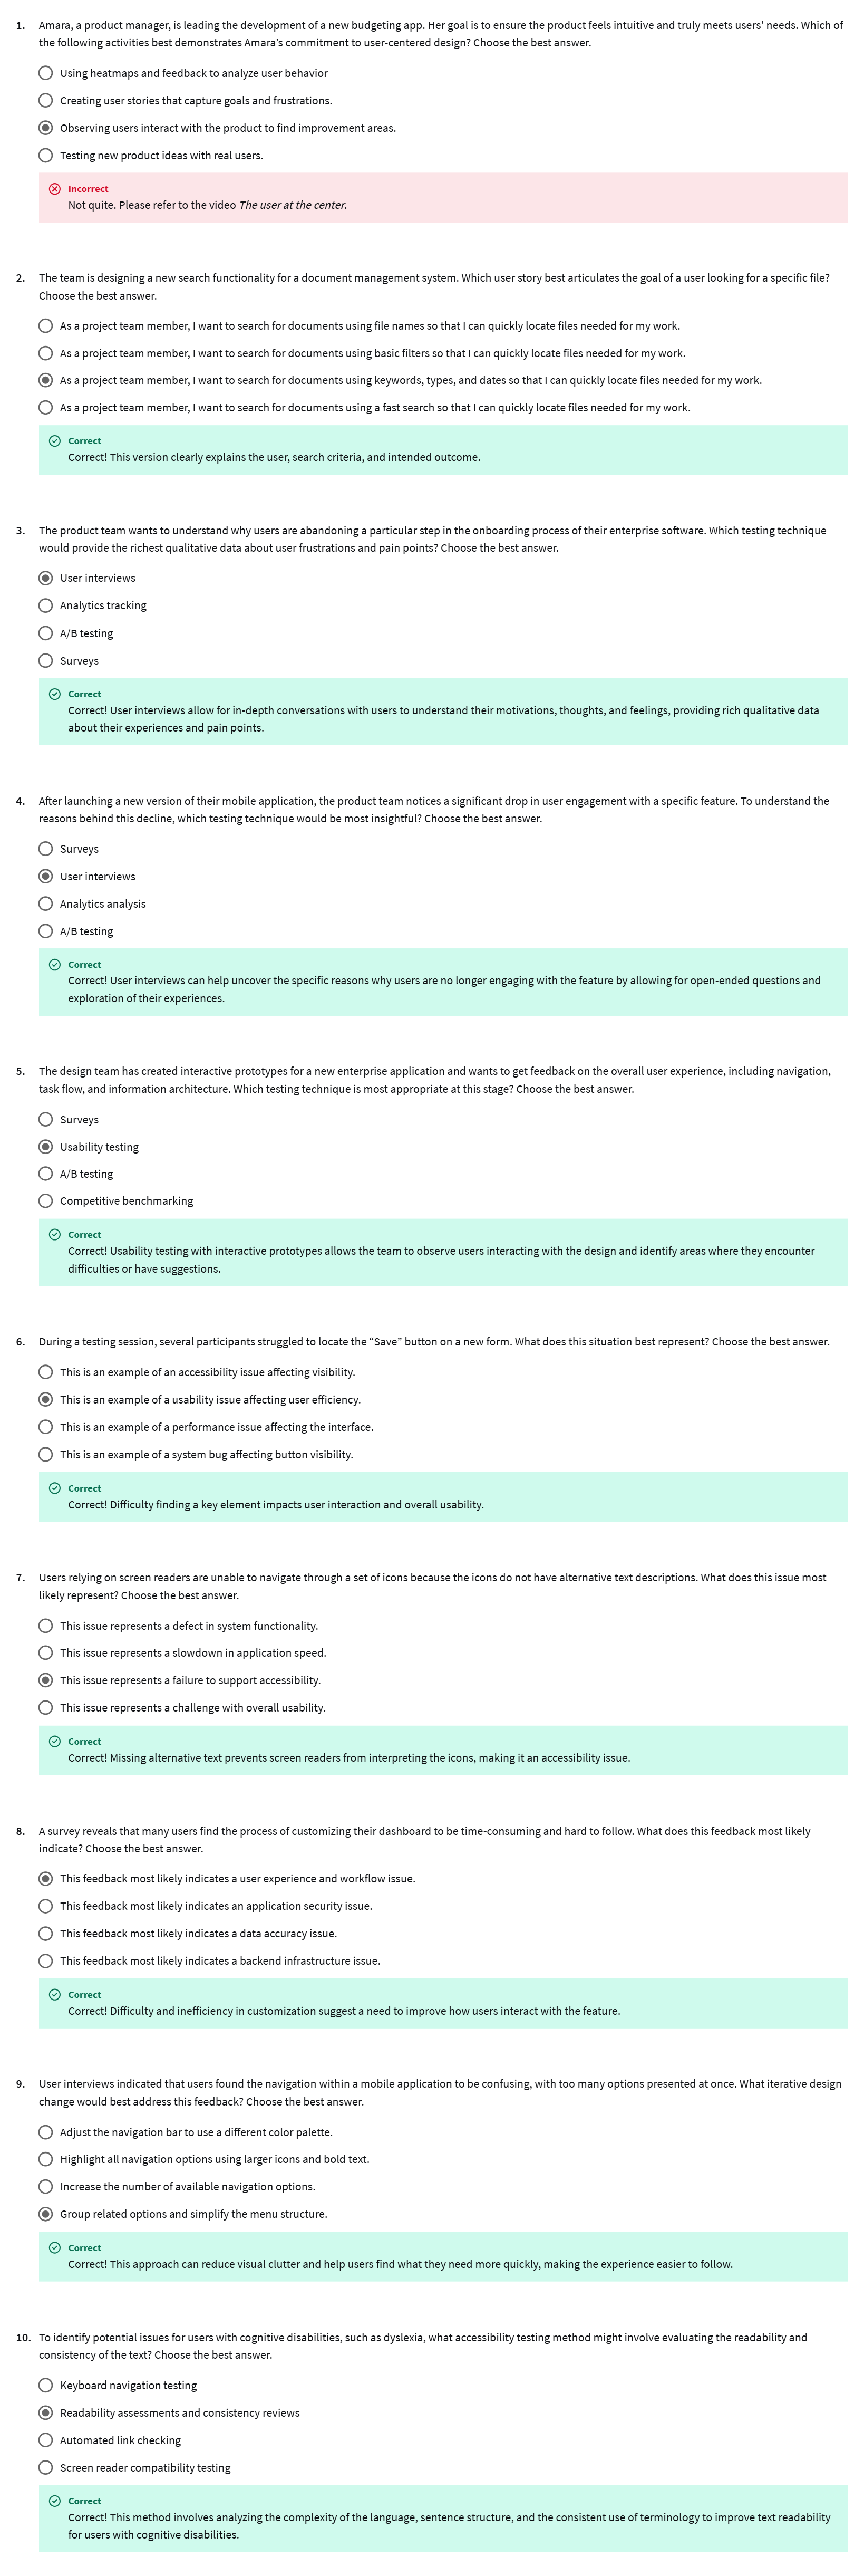 1. Amara, a product manager, is leading the development of a new budgeting app. Her goal is to ensure the product feels intuitive and truly meets users' needs. Which of
the following activities best demonstrates Amara’s commitment to user-centered design? Choose the best answer.
Using heatmaps and feedback to analyze user behavior
Creating user stories that capture goals and frustrations.
Observing users interact with the product to find improvement areas.
Testing new product ideas with real users.
Incorrect
Not quite. Please refer to the video The user at the center.
2. The team is designing a new search functionality for a document management system. Which user story best articulates the goal of a user looking for a specific file?
Choose the best answer.
As a project team member, I want to search for documents using file names so that I can quickly locate files needed for my work.
As a project team member, I want to search for documents using basic filters so that I can quickly locate files needed for my work.
As a project team member, I want to search for documents using keywords, types, and dates so that I can quickly locate files needed for my work.
As a project team member, I want to search for documents using a fast search so that I can quickly locate files needed for my work.
Correct
Correct! This version clearly explains the user, search criteria, and intended outcome.
3. The product team wants to understand why users are abandoning a particular step in the onboarding process of their enterprise software. Which testing technique
would provide the richest qualitative data about user frustrations and pain points? Choose the best answer.
User interviews
Analytics tracking
A/B testing
Surveys
Correct
Correct! User interviews allow for in-depth conversations with users to understand their motivations, thoughts, and feelings, providing rich qualitative data
about their experiences and pain points.
4. After launching a new version of their mobile application, the product team notices a significant drop in user engagement with a specific feature. To understand the
reasons behind this decline, which testing technique would be most insightful? Choose the best answer.
Surveys
User interviews
Analytics analysis
A/B testing
Correct
Correct! User interviews can help uncover the specific reasons why users are no longer engaging with the feature by allowing for open-ended questions and
exploration of their experiences.
5. The design team has created interactive prototypes for a new enterprise application and wants to get feedback on the overall user experience, including navigation,
task flow, and information architecture. Which testing technique is most appropriate at this stage? Choose the best answer.
Surveys
Usability testing
A/B testing
Competitive benchmarking
Correct
Correct! Usability testing with interactive prototypes allows the team to observe users interacting with the design and identify areas where they encounter
difficulties or have suggestions.
6. During a testing session, several participants struggled to locate the “Save” button on a new form. What does this situation best represent? Choose the best answer.
This is an example of an accessibility issue affecting visibility.
This is an example of a usability issue affecting user efficiency.
This is an example of a performance issue affecting the interface.
This is an example of a system bug affecting button visibility.
Correct
Correct! Difficulty finding a key element impacts user interaction and overall usability.
7. Users relying on screen readers are unable to navigate through a set of icons because the icons do not have alternative text descriptions. What does this issue most
likely represent? Choose the best answer.
This issue represents a defect in system functionality.
This issue represents a slowdown in application speed.
This issue represents a failure to support accessibility.
This issue represents a challenge with overall usability.
Correct
Correct! Missing alternative text prevents screen readers from interpreting the icons, making it an accessibility issue.
8. A survey reveals that many users find the process of customizing their dashboard to be time-consuming and hard to follow. What does this feedback most likely
indicate? Choose the best answer.
This feedback most likely indicates a user experience and workflow issue.
This feedback most likely indicates an application security issue.
This feedback most likely indicates a data accuracy issue.
This feedback most likely indicates a backend infrastructure issue.
Correct
Correct! Difficulty and inefficiency in customization suggest a need to improve how users interact with the feature.
9. User interviews indicated that users found the navigation within a mobile application to be confusing, with too many options presented at once. What iterative design
change would best address this feedback? Choose the best answer.
Adjust the navigation bar to use a different color palette.
Highlight all navigation options using larger icons and bold text.
Increase the number of available navigation options.
Group related options and simplify the menu structure.
Correct
Correct! This approach can reduce visual clutter and help users find what they need more quickly, making the experience easier to follow.
10. To identify potential issues for users with cognitive disabilities, such as dyslexia, what accessibility testing method might involve evaluating the readability and
consistency of the text? Choose the best answer.
Keyboard navigation testing
Readability assessments and consistency reviews
Automated link checking
Screen reader compatibility testing
Correct
Correct! This method involves analyzing the complexity of the language, sentence structure, and the consistent use of terminology to improve text readability
for users with cognitive disabilities.